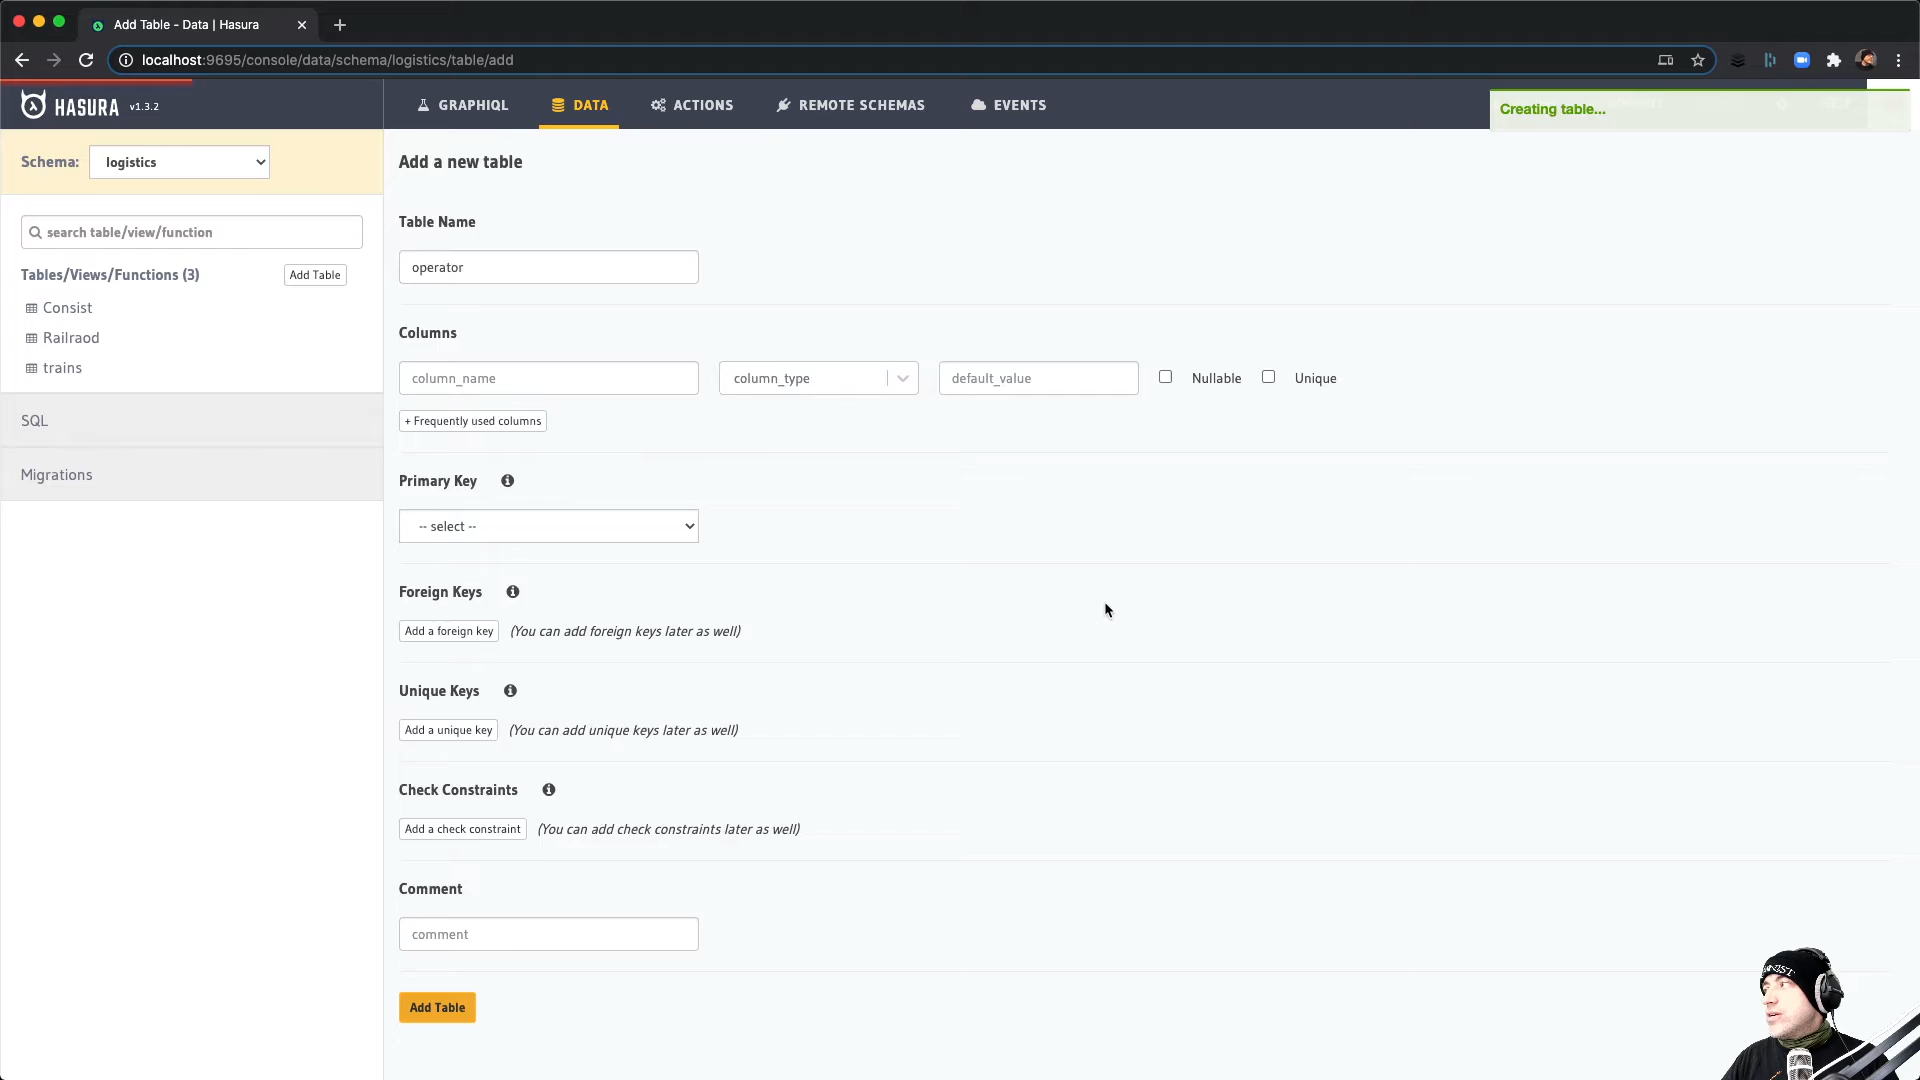 Add Table - Data | Hasura
localhost:9695/console/data/schema/logistics/table/add
HASURA v1.3.2
GRAPHIQL
DATA
ACTIONS
REMOTE SCHEMAS
EVENTS
Creating table...
Schema: logistics
search table/view/function
Tables/Views/Functions (3)
Add Table
Consist
Railraod
trains
SQL
Migrations
Add a new table
Table Name
operator
Columns
column_name column_type default_value Nullable Unique
+ Frequently used columns
Primary Key
-- select --
Foreign Keys
Add a foreign key (You can add foreign keys later as well)
Unique Keys
Add a unique key (You can add unique keys later as well)
Check Constraints
Add a check constraint (You can add check constraints later as well)
Comment
comment
Add Table